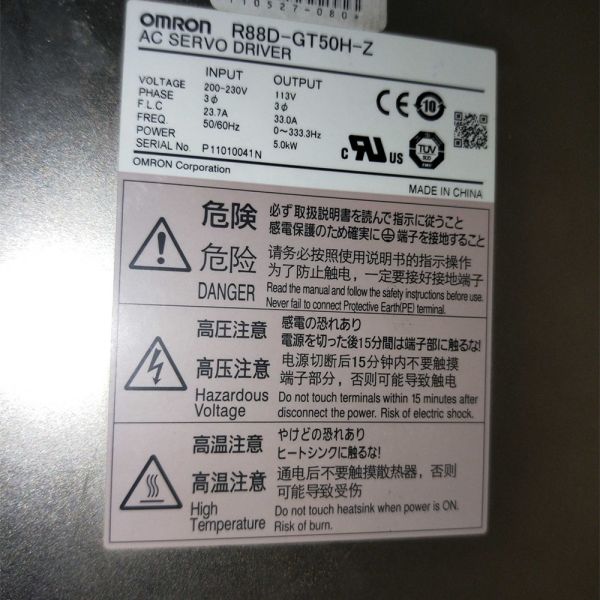 110527-080*
OMRON R88D-GT50H-Z
AC SERVO DRIVER
INPUT OUTPUT
VOLTAGE 200-230V 113V
PHASE 3ø 3ø
F.L.C 23.7A 33.0A
FREQ. 50/60Hz 0~333.3Hz
POWER 5.0kW
SERIAL No. P11010041N
OMRON Corporation
CE 10
c UL US
TÜV
MADE IN CHINA
危険 必ず取扱説明書を読んで指示に従うこと
感電保護のため確実に⏚端子を接地すること
危险 请务必按照使用说明书的指示操作
为了防止触电，一定要接好接地端子
DANGER Read the manual and follow the safety instructions before use.
Never fail to connect Protective Earth(PE) terminal.
高圧注意 感電の恐れあり
電源を切った後15分間は端子部に触るな!
高压注意 电源切断后15分钟内不要触摸
端子部分，否则可能导致触电
Hazardous Do not touch terminals within 15 minutes after
Voltage disconnect the power. Risk of electric shock.
高温注意 やけどの恐れあり
ヒートシンクに触るな!
高温注意 通电后不要触摸散热器，否则
可能导致受伤
High Do not touch heatsink when power is ON.
Temperature Risk of burn.